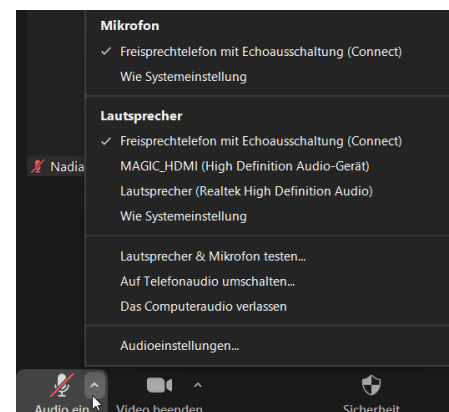 Mikrofon
Freisprechtelefon mit Echoausschaltung (Connect)
Wie Systemeinstellung
Lautsprecher
Freisprechtelefon mit Echoausschaltung (Connect)
Nadia
MAGIC_HDMI (High Definition Audio-Gerät)
Lautsprecher (Realtek High Definition Audio)
Wie Systemeinstellung
Lautsprecher & Mikrofon testen...
Auf Telefonaudio umschalten...
Das Computeraudio verlassen
Audioeinstellungen...
Audio ein Video beenden Sicherheit